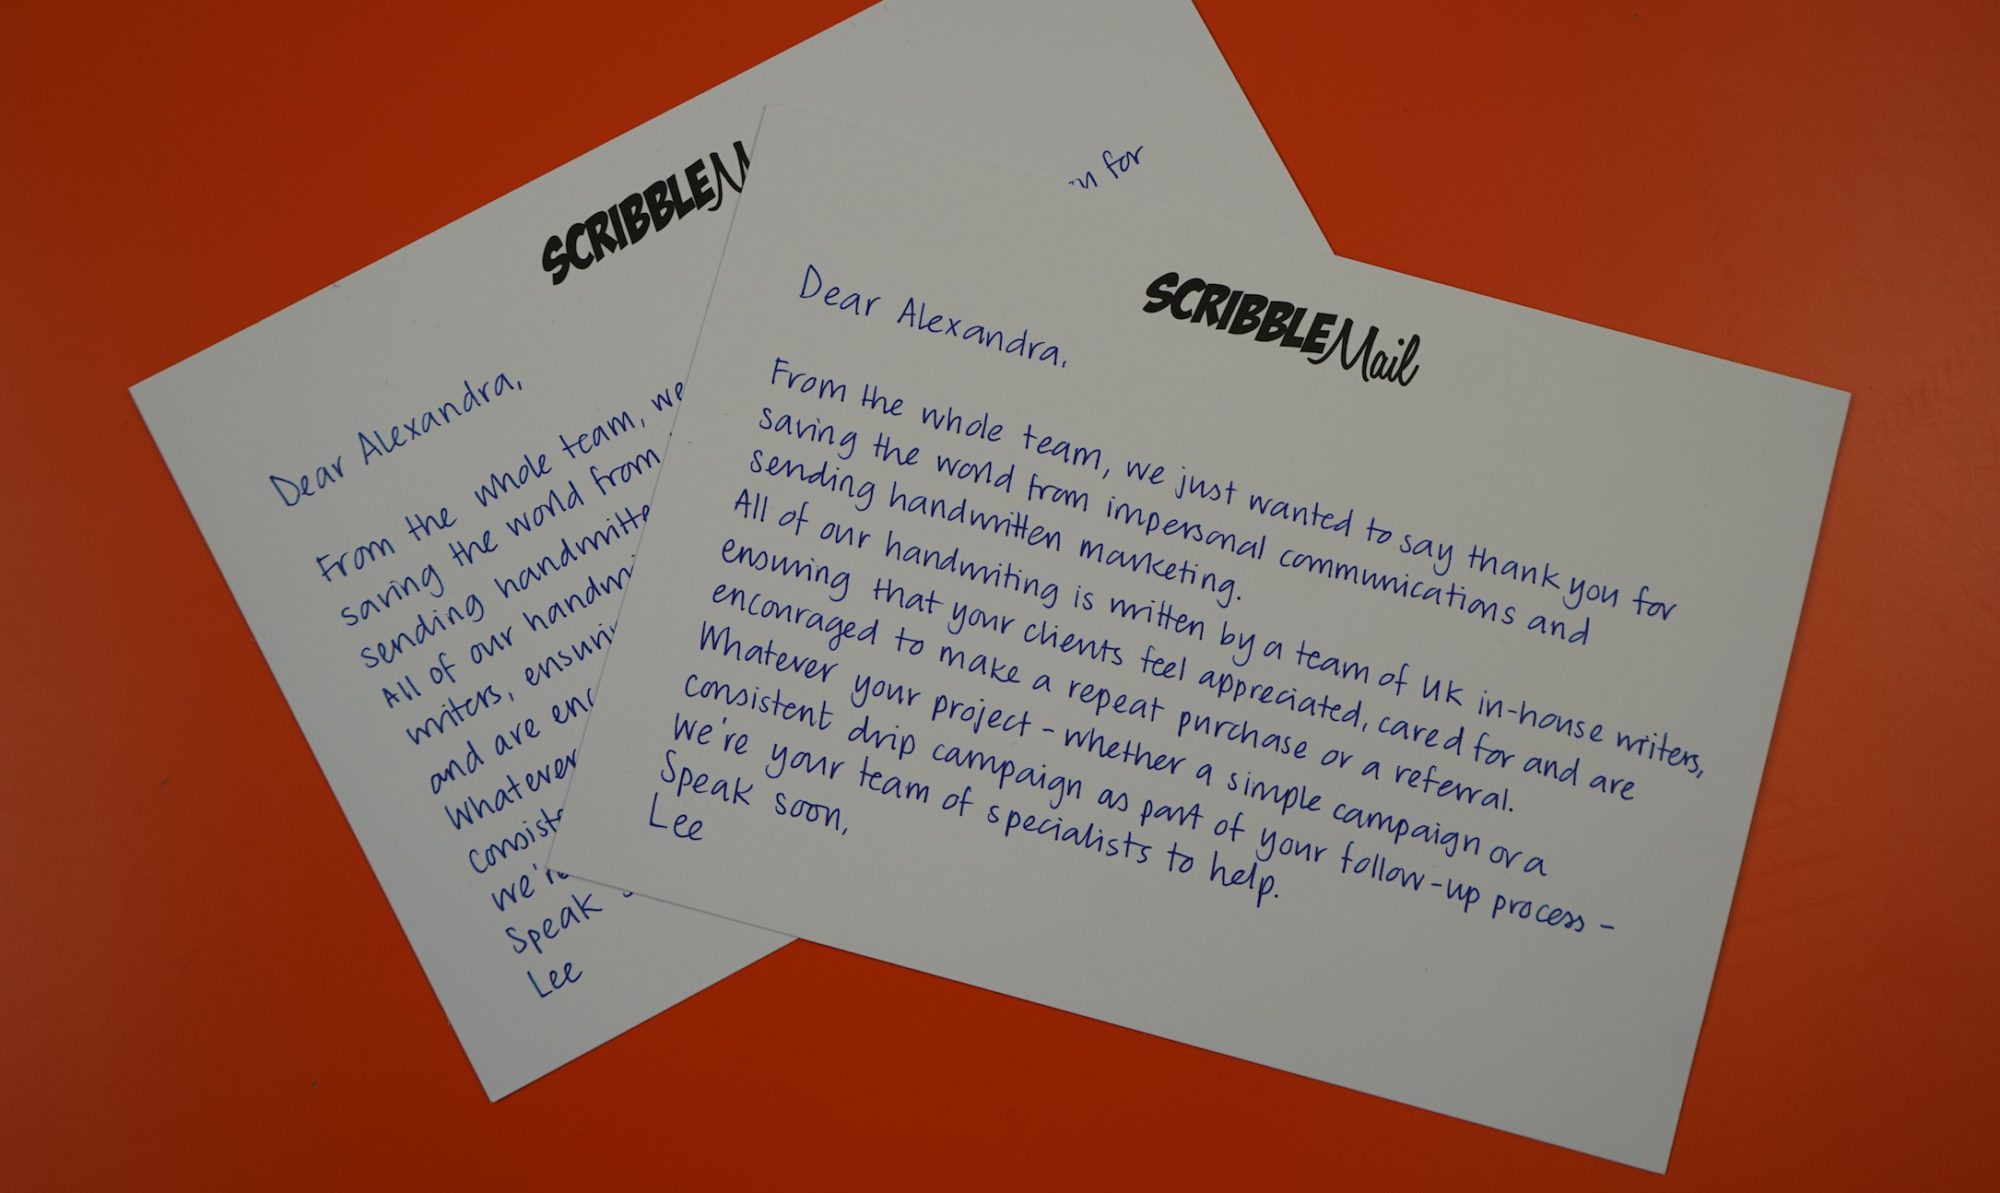 SCRIBBLEM
n for
Dear Alexandra,
From the whole team, we
saving the world from
sending handwritte
All of our handwri
writers, ensurin
and are enc
Whatever
consiste
we're
Speak s
Lee
SCRIBBLE Mail
Dear Alexandra,
From the whole team, we just wanted to say thank you for
saving the world from impersonal communications and
sending handwritten marketing.
All of our handwriting is written by a team of UK in-house writers,
ensuring that your clients feel appreciated, cared for and are
encouraged to make a repeat purchase or a referral.
Whatever your project - whether a simple campaign or a
consistent drip campaign as part of your follow-up process -
we're your team of specialists to help.
Speak soon,
Lee